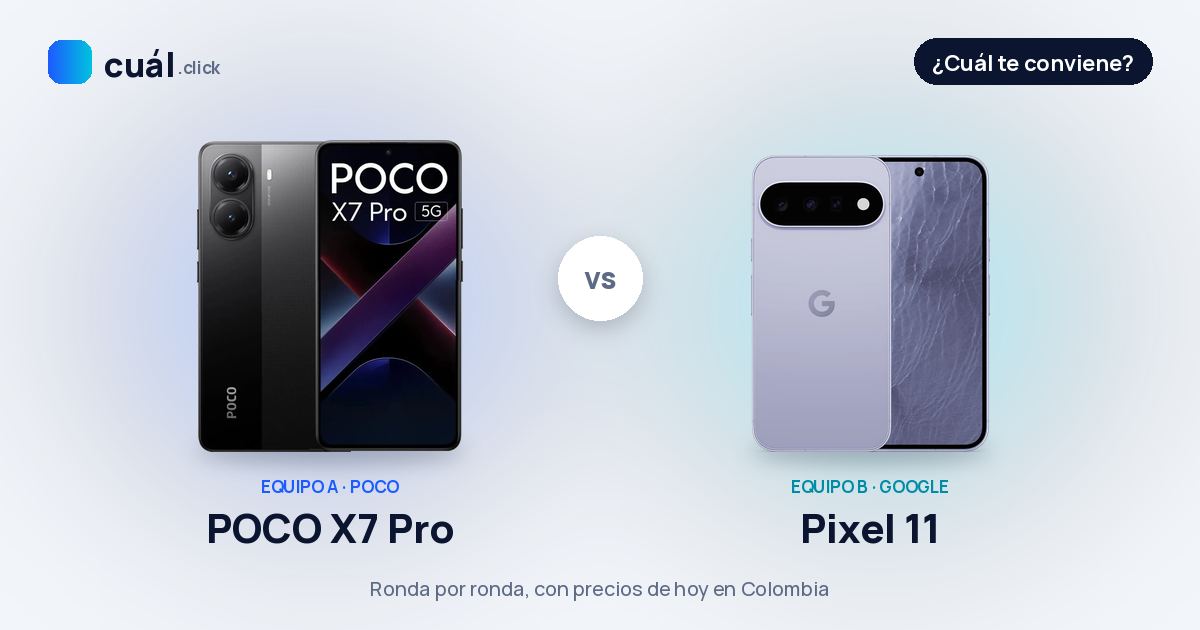 cuál.click
¿Cuál te conviene?
POCO
X7 Pro 5G
POCO
G
VS
EQUIPO A · POCO
POCO X7 Pro
EQUIPO B · GOOGLE
Pixel 11
Ronda por ronda, con precios de hoy en Colombia